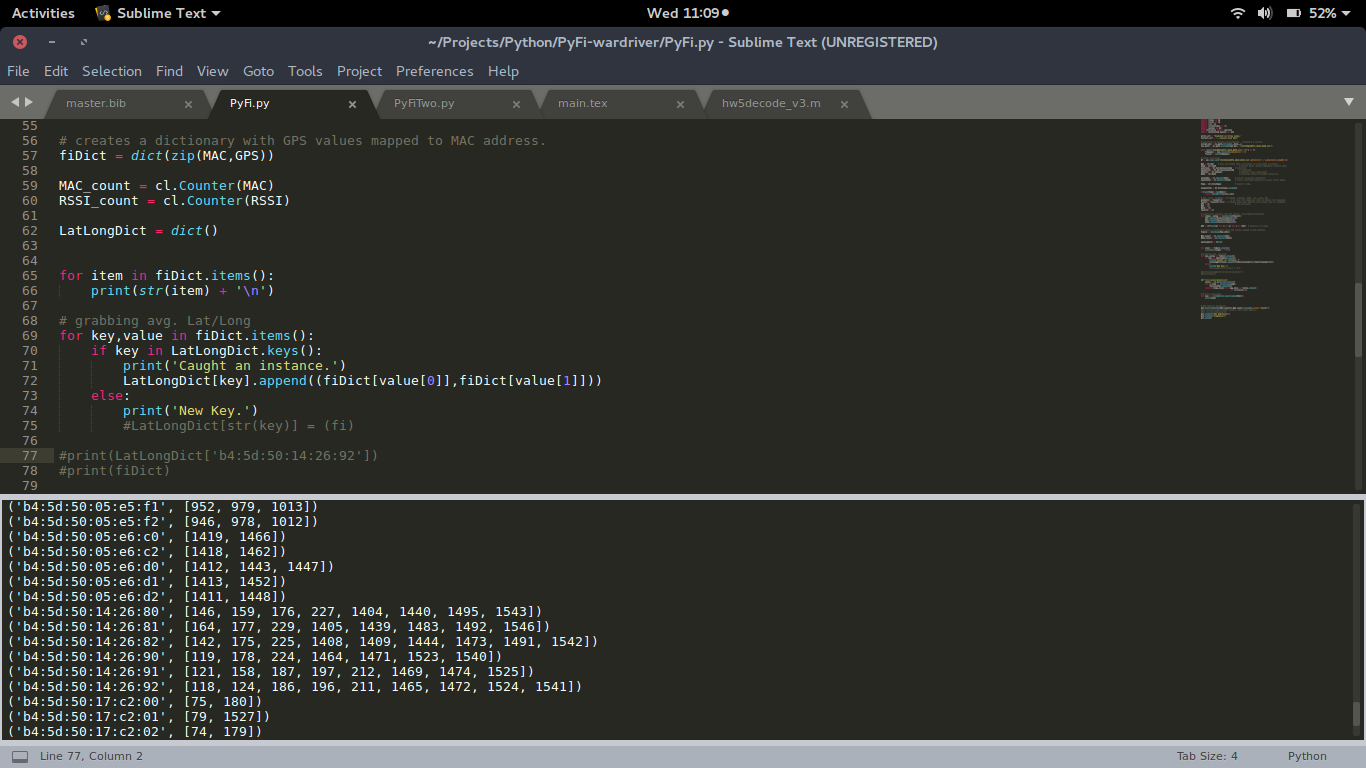 Activities Sublime Text Wed 11:09 52%
~/Projects/Python/PyFi-wardriver/PyFi.py - Sublime Text (UNREGISTERED)
File Edit Selection Find View Goto Tools Project Preferences Help
master.bib PyFi.py PyFiTwo.py main.tex hw5decode_v3.m
55
56 # creates a dictionary with GPS values mapped to MAC address.
57 fiDict = dict(zip(MAC,GPS))
58
59 MAC_count = cl.Counter(MAC)
60 RSSI_count = cl.Counter(RSSI)
61
62 LatLongDict = dict()
63
64
65 for item in fiDict.items():
66     print(str(item) + '\n')
67
68 # grabbing avg. Lat/Long
69 for key,value in fiDict.items():
70     if key in LatLongDict.keys():
71         print('Caught an instance.')
72         LatLongDict[key].append((fiDict[value[0]],fiDict[value[1]]))
73     else:
74         print('New Key.')
75         #LatLongDict[str(key)] = (fi)
76
77 #print(LatLongDict['b4:5d:50:14:26:92'])
78 #print(fiDict)
79
('b4:5d:50:05:e5:f1', [952, 979, 1013])
('b4:5d:50:05:e5:f2', [946, 978, 1012])
('b4:5d:50:05:e6:c0', [1419, 1466])
('b4:5d:50:05:e6:c2', [1418, 1462])
('b4:5d:50:05:e6:d0', [1412, 1443, 1447])
('b4:5d:50:05:e6:d1', [1413, 1452])
('b4:5d:50:05:e6:d2', [1411, 1448])
('b4:5d:50:14:26:80', [146, 159, 176, 227, 1404, 1440, 1495, 1543])
('b4:5d:50:14:26:81', [164, 177, 229, 1405, 1439, 1483, 1492, 1546])
('b4:5d:50:14:26:82', [142, 175, 225, 1408, 1409, 1444, 1473, 1491, 1542])
('b4:5d:50:14:26:90', [119, 178, 224, 1464, 1471, 1523, 1540])
('b4:5d:50:14:26:91', [121, 158, 187, 197, 212, 1469, 1474, 1525])
('b4:5d:50:14:26:92', [118, 124, 186, 196, 211, 1465, 1472, 1524, 1541])
('b4:5d:50:17:c2:00', [75, 180])
('b4:5d:50:17:c2:01', [79, 1527])
('b4:5d:50:17:c2:02', [74, 179])
Line 77, Column 2 Tab Size: 4 Python